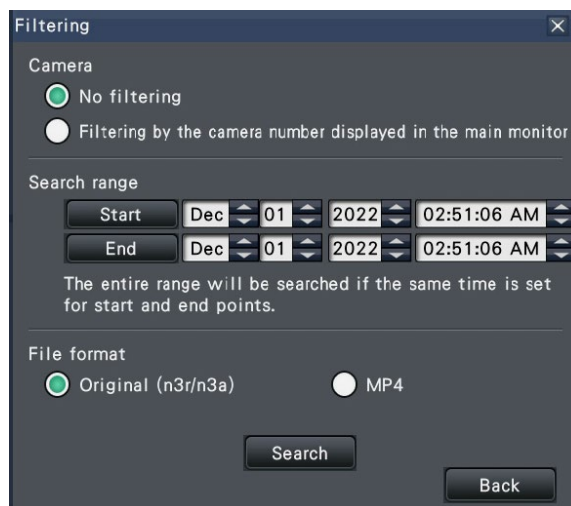 Filtering
Camera
No filtering
Filtering by the camera number displayed in the main monitor
Search range
Start Dec 01 2022 02:51:06 AM
End Dec 01 2022 02:51:06 AM
The entire range will be searched if the same time is set
for start and end points.
File format
Original (n3r/n3a) MP4
Search
Back